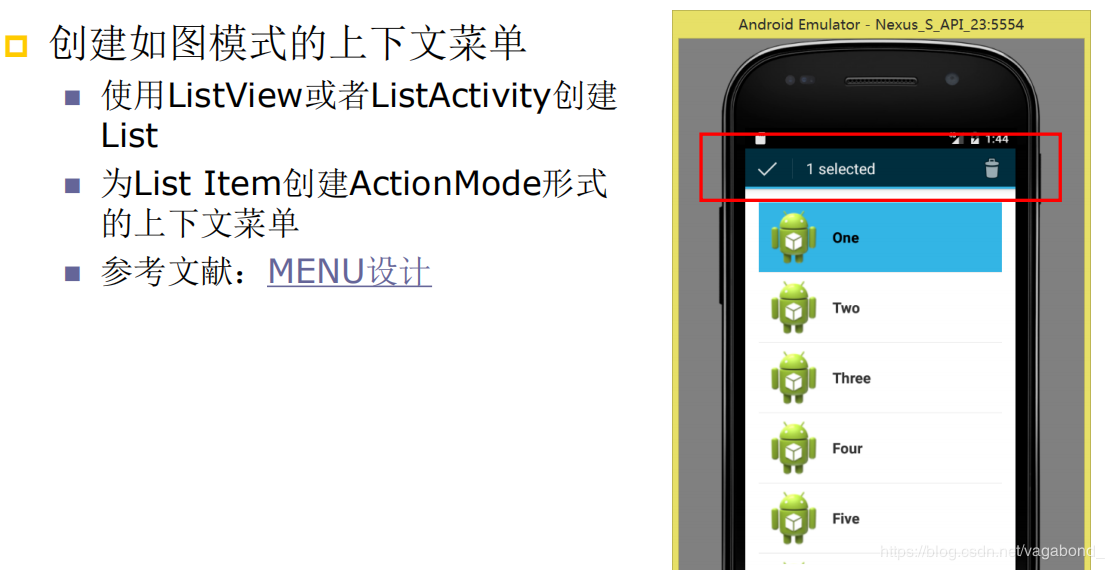 创建如图模式的上下文菜单
使用ListView或者ListActivity创建
List
为List Item创建ActionMode形式
的上下文菜单
参考文献：MENU设计
Android Emulator - Nexus_S_API_23:5554
1:44
1 selected
One
Two
Three
Four
Five
https://blog.csdn.net/vagabond_